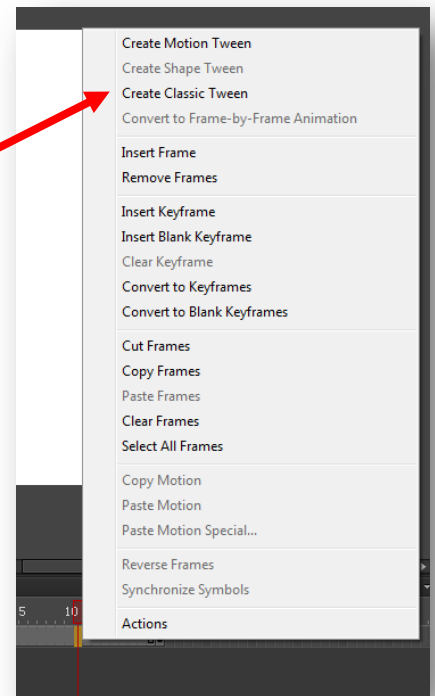 Create Motion Tween
Create Shape Tween
Create Classic Tween
Convert to Frame-by-Frame Animation
Insert Frame
Remove Frames
Insert Keyframe
Insert Blank Keyframe
Clear Keyframe
Convert to Keyframes
Convert to Blank Keyframes
Cut Frames
Copy Frames
Paste Frames
Clear Frames
Select All Frames
Copy Motion
Paste Motion
Paste Motion Special...
Reverse Frames
Synchronize Symbols
5 10
Actions